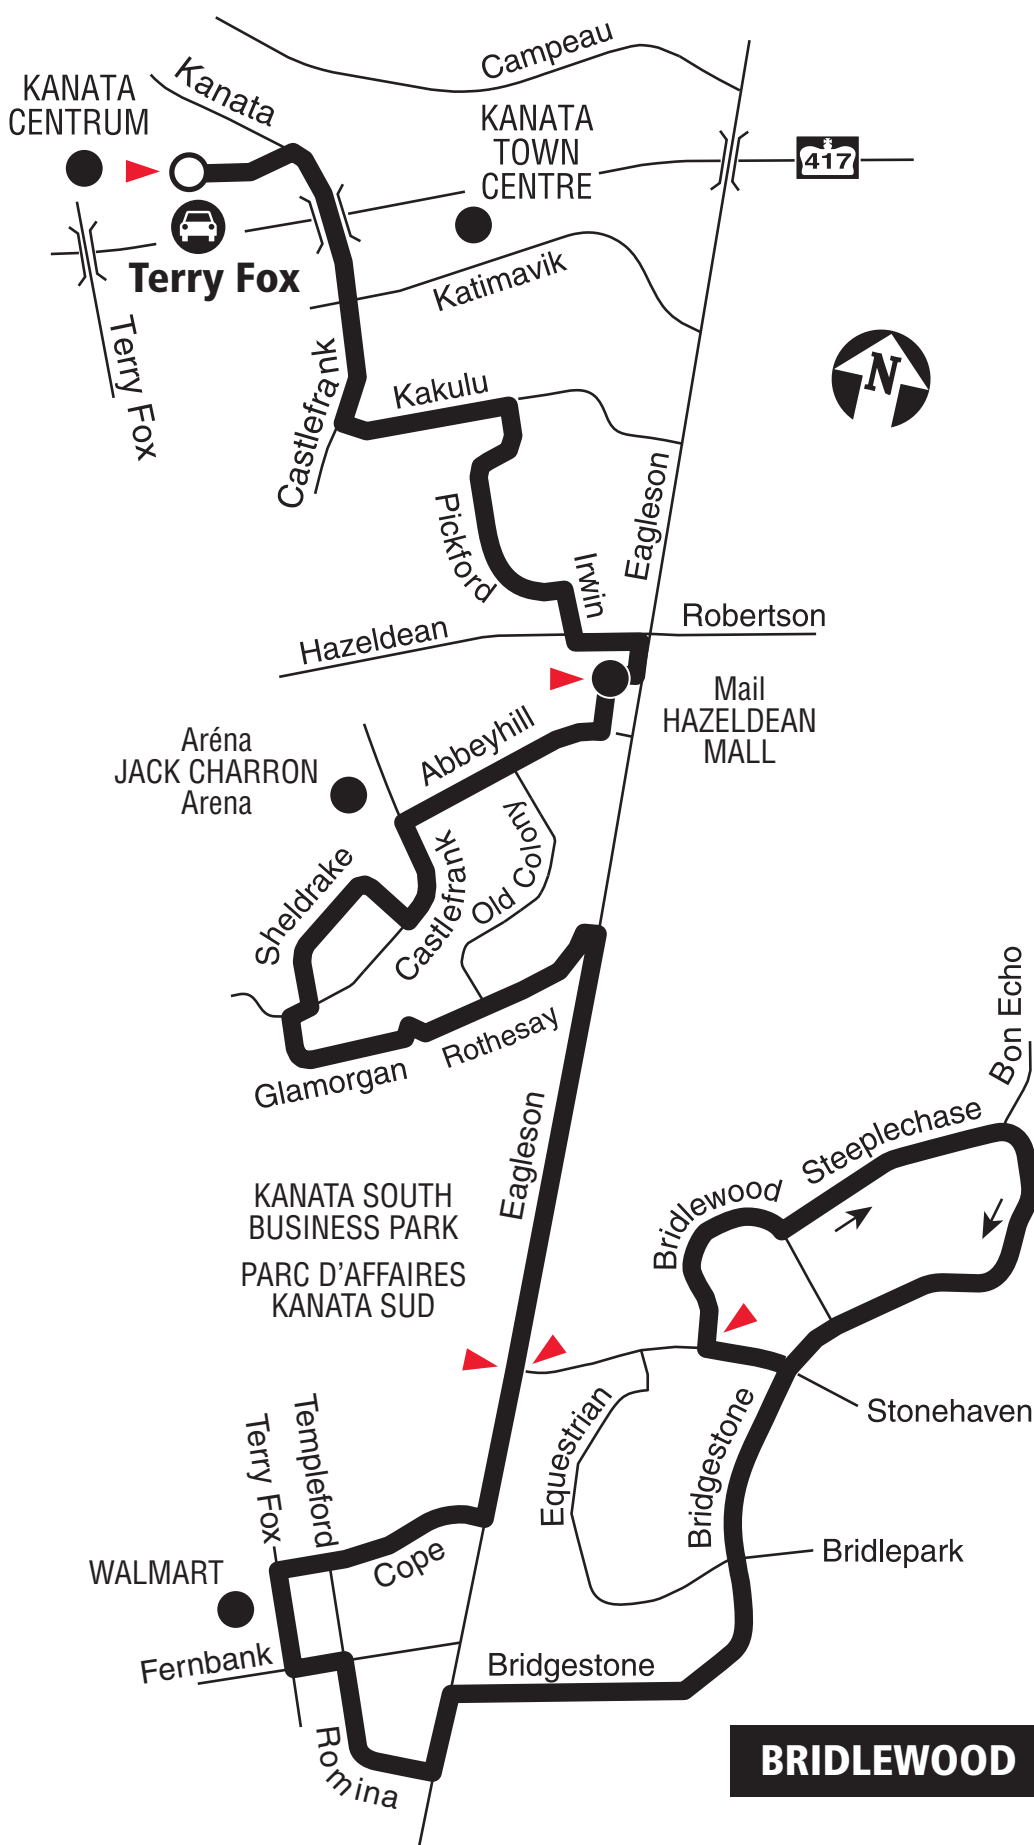 Campeau
Kanata
KANATA
CENTRUM
KANATA
TOWN
CENTRE
417
Terry Fox
Katimavik
Terry Fox
Castlefrank
Kakulu
N
Eagleson
Pickford
Irwin
Robertson
Hazeldean
Mail
HAZELDEAN
MALL
Abbeyhill
Aréna
JACK CHARRON
Arena
Old Colony
Sheldrake
Castlefrank
Bon Echo
Rothesay
Glamorgan
Eagleson
Steeplechase
Bridlewood
KANATA SOUTH
BUSINESS PARK
PARC D'AFFAIRES
KANATA SUD
Equestrian
Bridgestone
Stonehaven
Terry Fox
Templeford
Cope
Bridlepark
WALMART
Fernbank
Bridgestone
Romina
BRIDLEWOOD